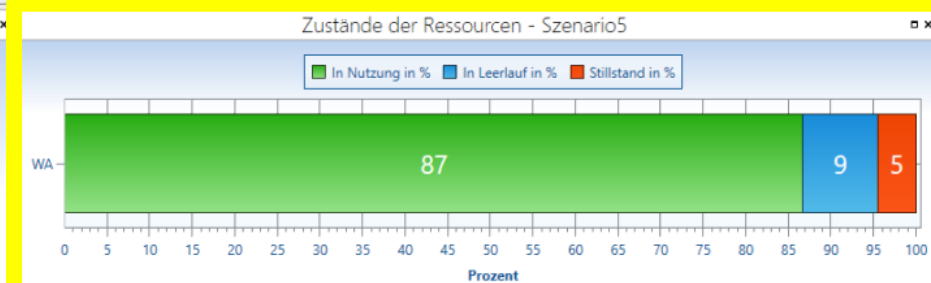 Zustände der Ressourcen - Szenario5
In Nutzung in % In Leerlauf in % Stillstand in %
WA 87 9 5
0 5 10 15 20 25 30 35 40 45 50 55 60 65 70 75 80 85 90 95 100
Prozent